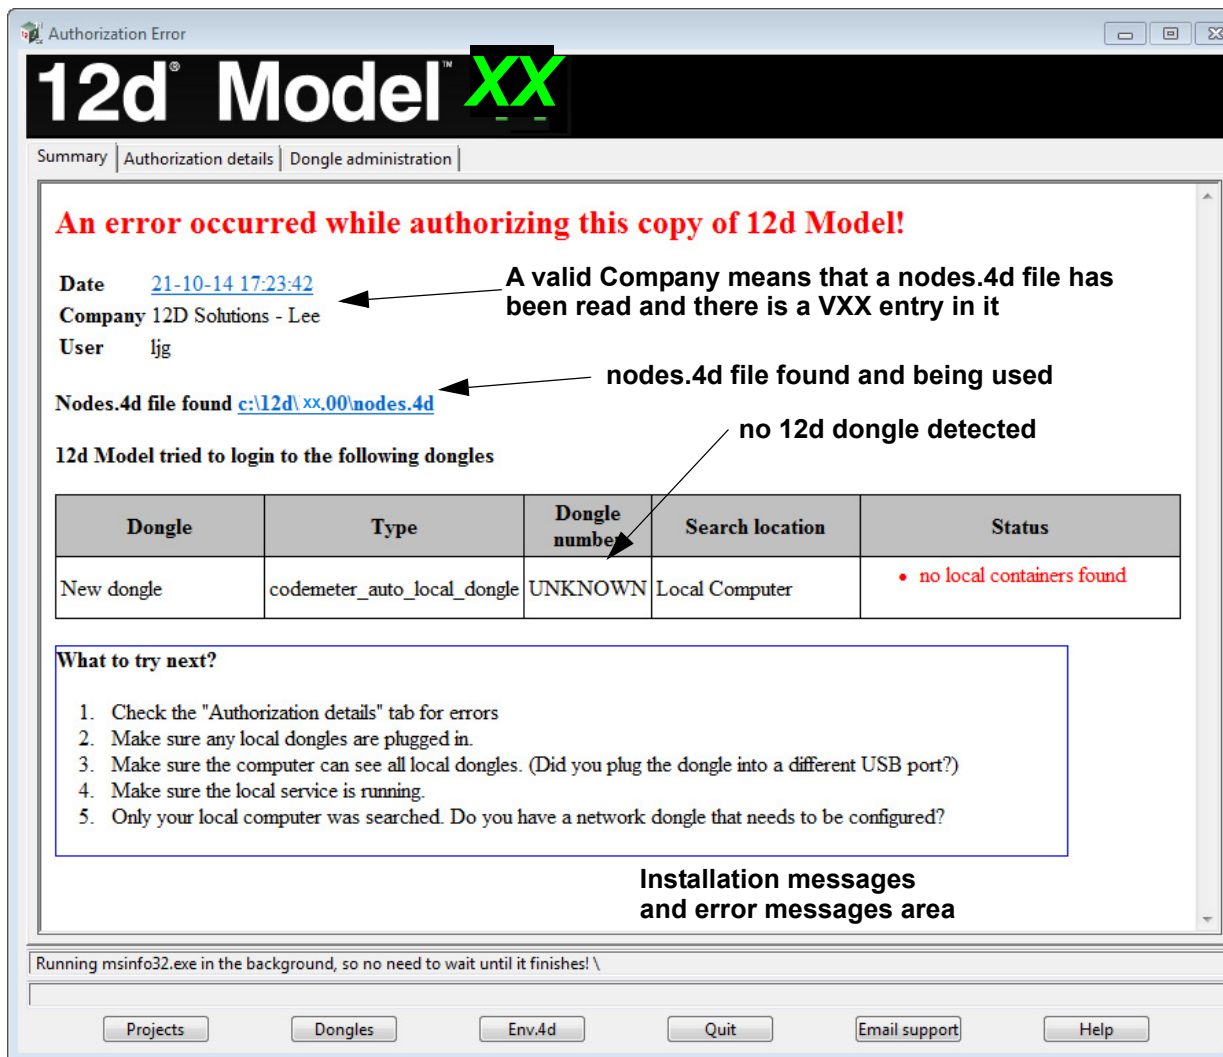 Authorization Error
12d® Model™ XX
Summary Authorization details Dongle administration
An error occurred while authorizing this copy of 12d Model!
Date 21-10-14 17:23:42
Company 12D Solutions - Lee
User ljg
A valid Company means that a nodes.4d file has
been read and there is a VXX entry in it
nodes.4d file found and being used
Nodes.4d file found c:\12d\xx.00\nodes.4d
no 12d dongle detected
12d Model tried to login to the following dongles
Dongle Type Dongle number Search location Status
New dongle codemeter_auto_local_dongle UNKNOWN Local Computer • no local containers found
What to try next?
1. Check the "Authorization details" tab for errors
2. Make sure any local dongles are plugged in.
3. Make sure the computer can see all local dongles. (Did you plug the dongle into a different USB port?)
4. Make sure the local service is running.
5. Only your local computer was searched. Do you have a network dongle that needs to be configured?
Installation messages
and error messages area
Running msinfo32.exe in the background, so no need to wait until it finishes! \
Projects Dongles Env.4d Quit Email support Help